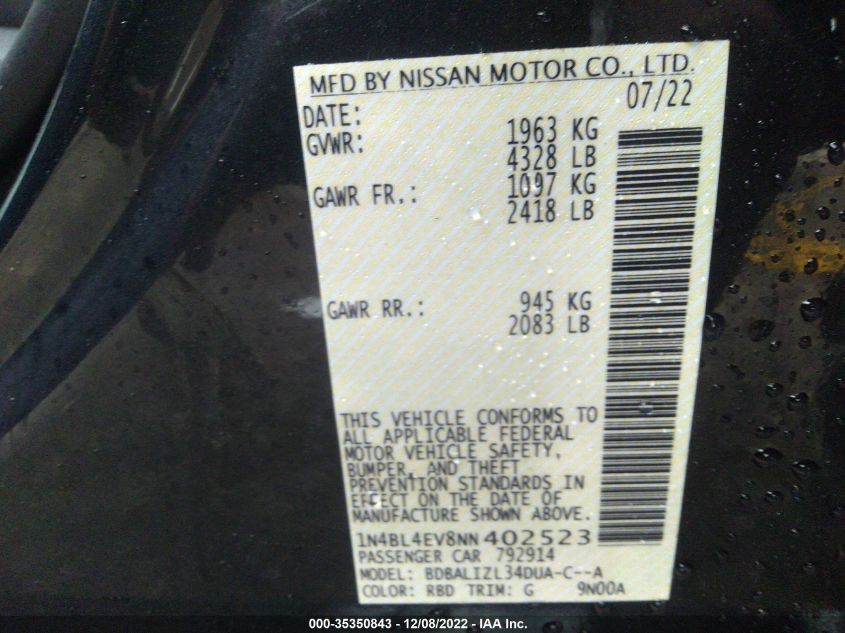 MFD BY NISSAN MOTOR CO., LTD.
DATE: 07/22
GVWR: 1963 KG
4328 LB
GAWR FR.: 1097 KG
2418 LB
GAWR RR.: 945 KG
2083 LB
THIS VEHICLE CONFORMS TO
ALL APPLICABLE FEDERAL
MOTOR VEHICLE SAFETY,
BUMPER, AND THEFT
PREVENTION STANDARDS IN
EFFECT ON THE DATE OF
MANUFACTURE SHOWN ABOVE.
1N4BL4EV8NN402523
PASSENGER CAR 792914
MODEL: BDBALIZL34DUA-C--A
COLOR: RBD TRIM: G 9N00A
000-35350843 — 12/08/2022 — IAA Inc.